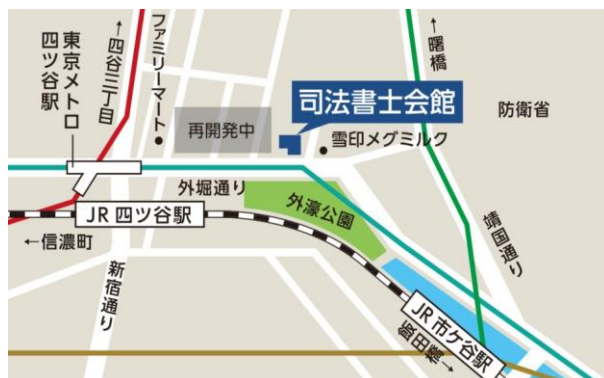 東京メトロ
四ツ谷駅
←四谷三丁目
ファミリーマート
再開発中
司法書士会館
雪印メグミルク
←曙橋
防衛省
外堀通り
外濠公園
JR 四ツ谷駅
←信濃町
新宿通り
靖国通り
JR 市ケ谷駅
飯田橋→